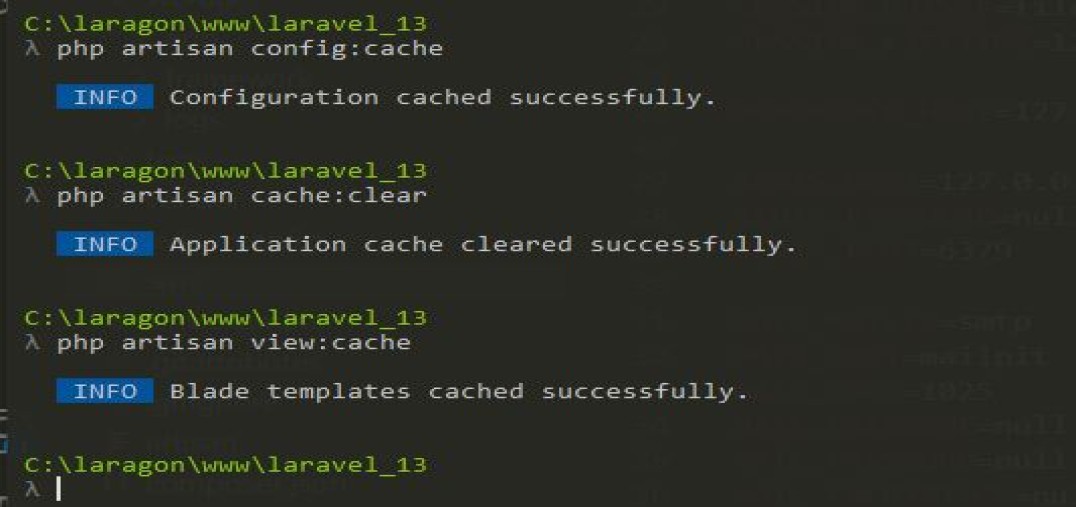 C:\laragon\www\laravel_13
λ php artisan config:cache
INFO Configuration cached successfully.
C:\laragon\www\laravel_13
λ php artisan cache:clear
INFO Application cache cleared successfully.
C:\laragon\www\laravel_13
λ php artisan view:cache
INFO Blade templates cached successfully.
C:\laragon\www\laravel_13
λ